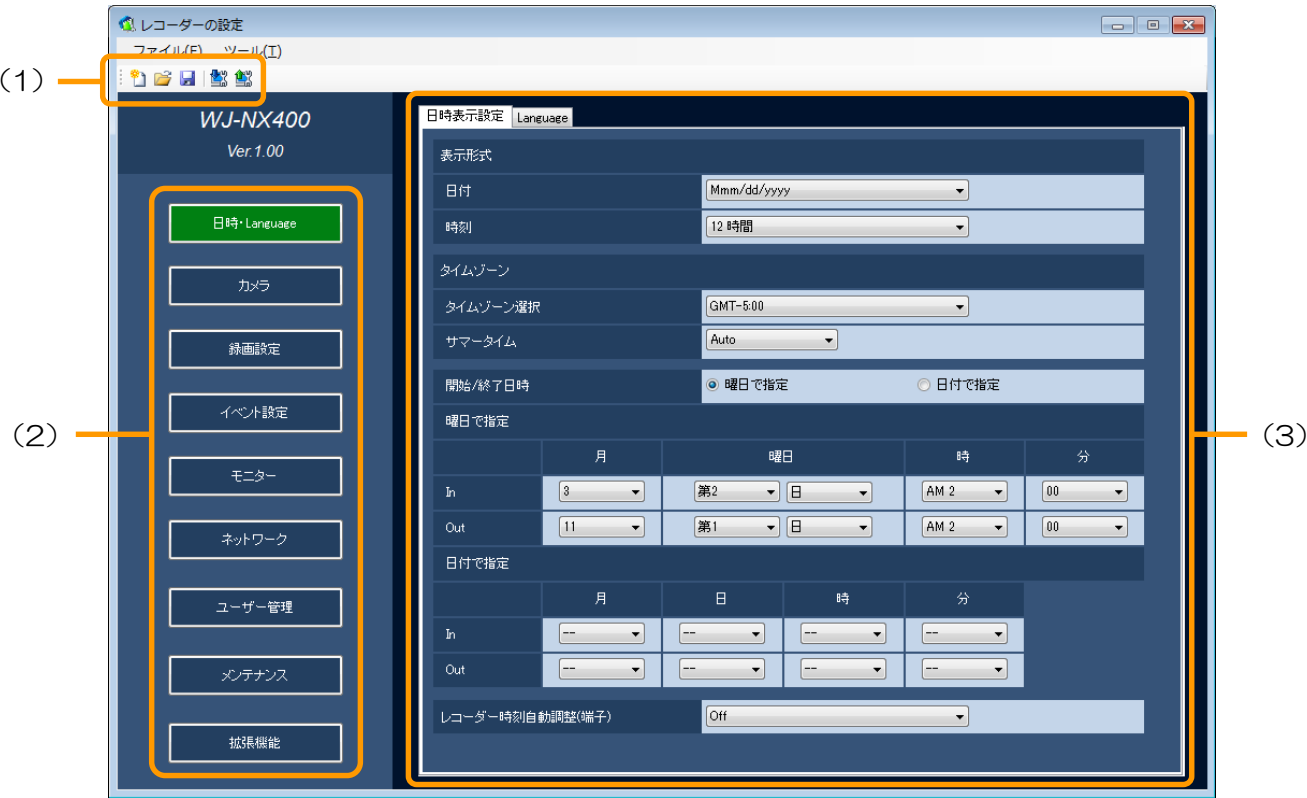 レコーダーの設定
ファイル(F) ツール(T)
(1)
WJ-NX400
Ver.1.00
(2)
日時・Language
カメラ
録画設定
イベント設定
モニター
ネットワーク
ユーザー管理
メンテナンス
拡張機能
(3)
日時表示設定 Language
表示形式
日付 Mmm/dd/yyyy
時刻 12 時間
タイムゾーン
タイムゾーン選択 GMT-5:00
サマータイム Auto
開始/終了日時 曜日で指定 日付で指定
曜日で指定
月 曜日 時 分
In 3 第2 日 AM 2 00
Out 11 第1 日 AM 2 00
日付で指定
月 日 時 分
In -- -- -- --
Out -- -- -- --
レコーダー時刻自動調整(端子) Off